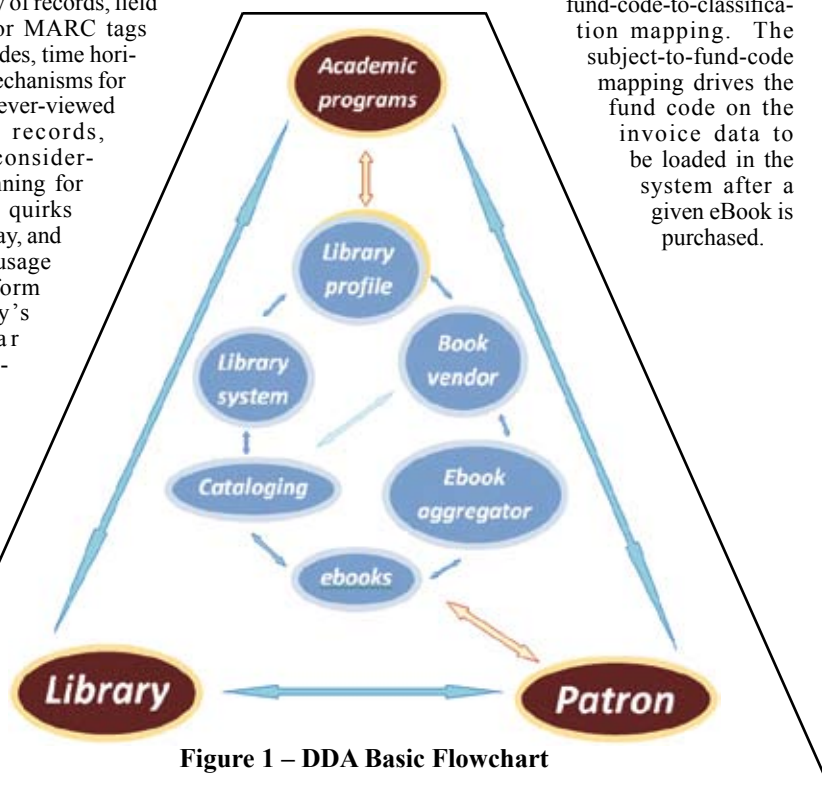 y of records, field
or MARC tags
des, time hori-
echanisms for
ever-viewed
records,
consider-
nning for
quirks
ay, and
usage
form
y's
ar
-
fund-code-to-classifica-
tion mapping. The
subject-to-fund-code
mapping drives the
fund code on the
invoice data to
be loaded in the
system after a
given eBook is
purchased.
Academic
programs
Library
profile
Library
system
Book
vendor
Cataloging
Ebook
aggregator
ebooks
Library
Patron
Figure 1 – DDA Basic Flowchart